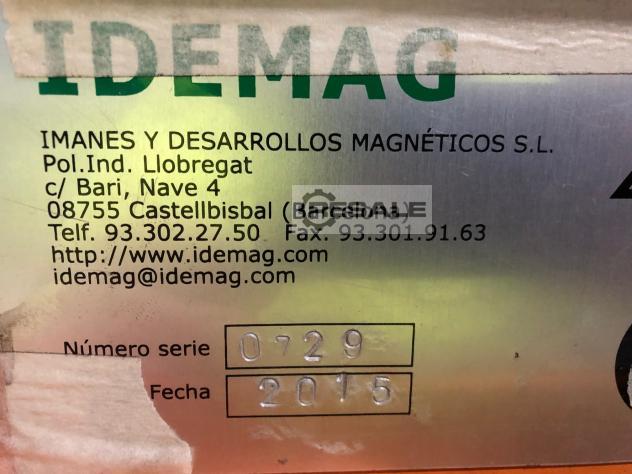 IDEMAG
IMANES Y DESARROLLOS MAGNÉTICOS S.L.
Pol.Ind. Llobregat
c/ Bari, Nave 4
08755 Castellbisbal (Barcelona)
RESALE
Telf. 93.302.27.50 Fax. 93.301.91.63
http://www.idemag.com
idemag@idemag.com
Número serie 0729
Fecha 2015